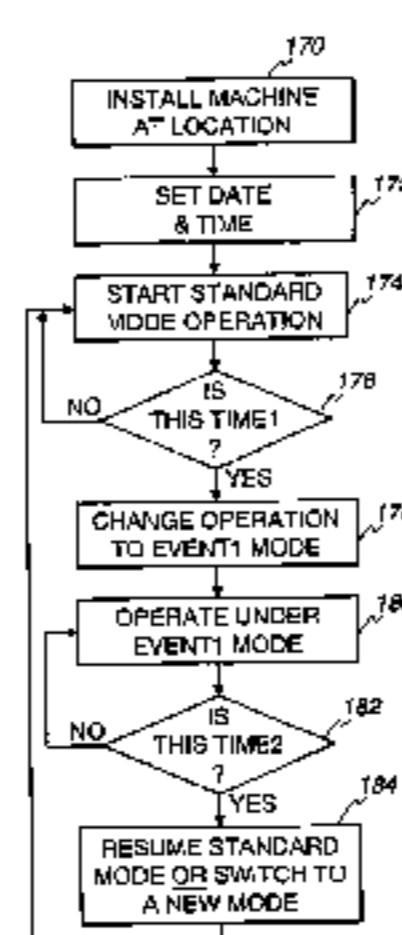 170
INSTALL MACHINE
AT LOCATION
SET DATE
& TIME
174
START STANDARD
MODE OPERATION
IS
THIS TIME1
?
178
NO
YES
CHANGE OPERATION
TO EVENT1 MODE
OPERATE UNDER
EVENT1 MODE
IS
THIS TIME2
?
182
NO
YES
184
RESUME STANDARD
MODE OR SWITCH TO
A NEW MODE